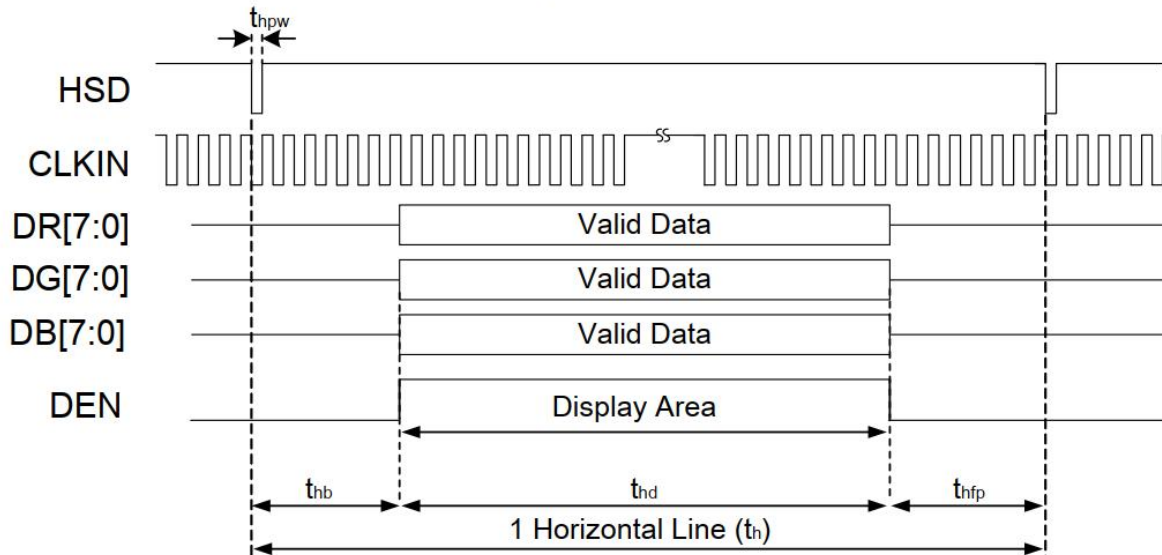 thpw
HSD
CLKIN
DR[7:0] Valid Data
DG[7:0] Valid Data
DB[7:0] Valid Data
DEN Display Area
thb thd thfp
1 Horizontal Line (th)